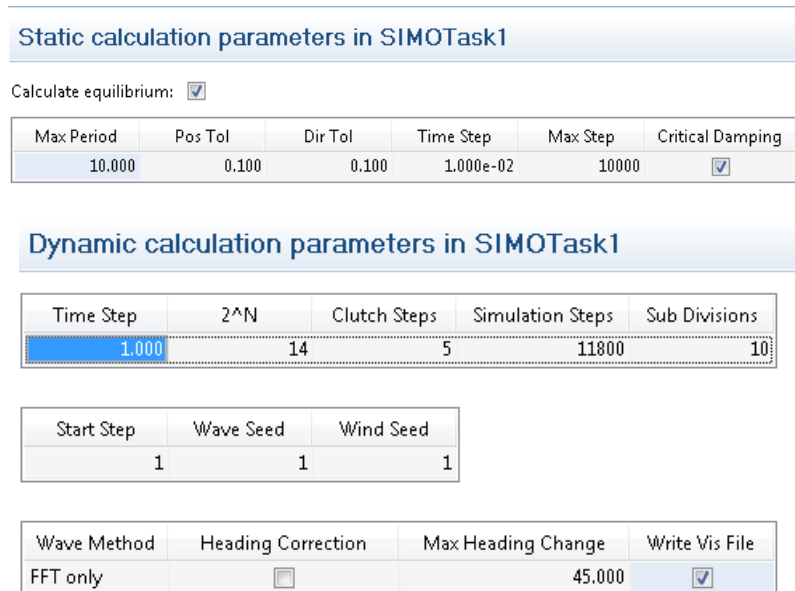 Static calculation parameters in SIMOTask1
Calculate equilibrium:
Max Period Pos Tol Dir Tol Time Step Max Step Critical Damping
10.000 0.100 0.100 1.000e-02 10000
Dynamic calculation parameters in SIMOTask1
Time Step 2^N Clutch Steps Simulation Steps Sub Divisions
1.000 14 5 11800 10
Start Step Wave Seed Wind Seed
1 1 1
Wave Method Heading Correction Max Heading Change Write Vis File
FFT only 45.000